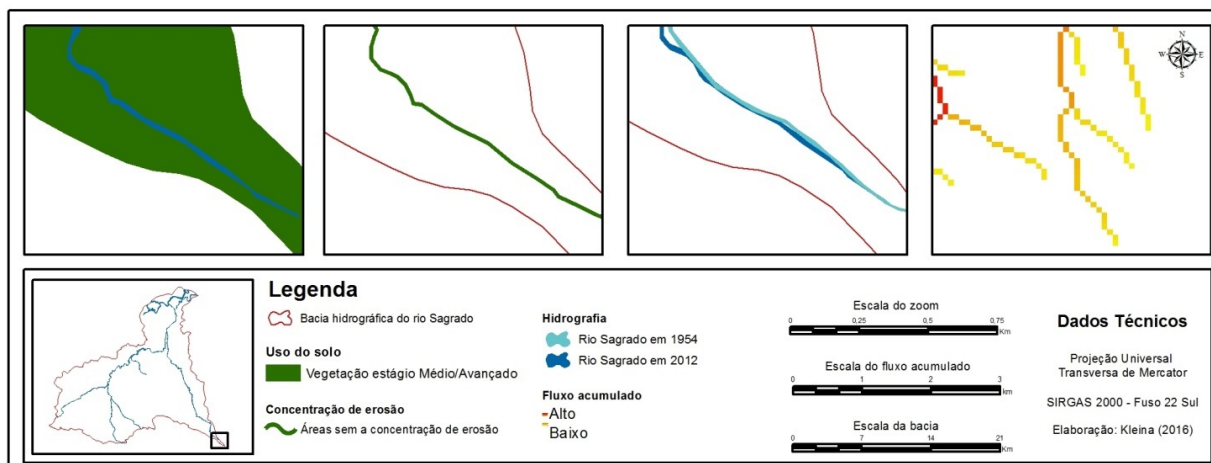 N
W E
S
Legenda
Bacia hidrográfica do rio Sagrado
Uso do solo
Vegetação estágio Médio/Avançado
Concentração de erosão
Áreas sem a concentração de erosão
Hidrografia
Rio Sagrado em 1954
Rio Sagrado em 2012
Fluxo acumulado
Alto
Baixo
Escala do zoom
0 0,25 0,5 0,75
Km
Escala do fluxo acumulado
0 1 2 3
km
Escala da bacia
0 7 14 21
Km
Dados Técnicos
Projeção Universal
Transversa de Mercator
SIRGAS 2000 - Fuso 22 Sul
Elaboração: Kleina (2016)